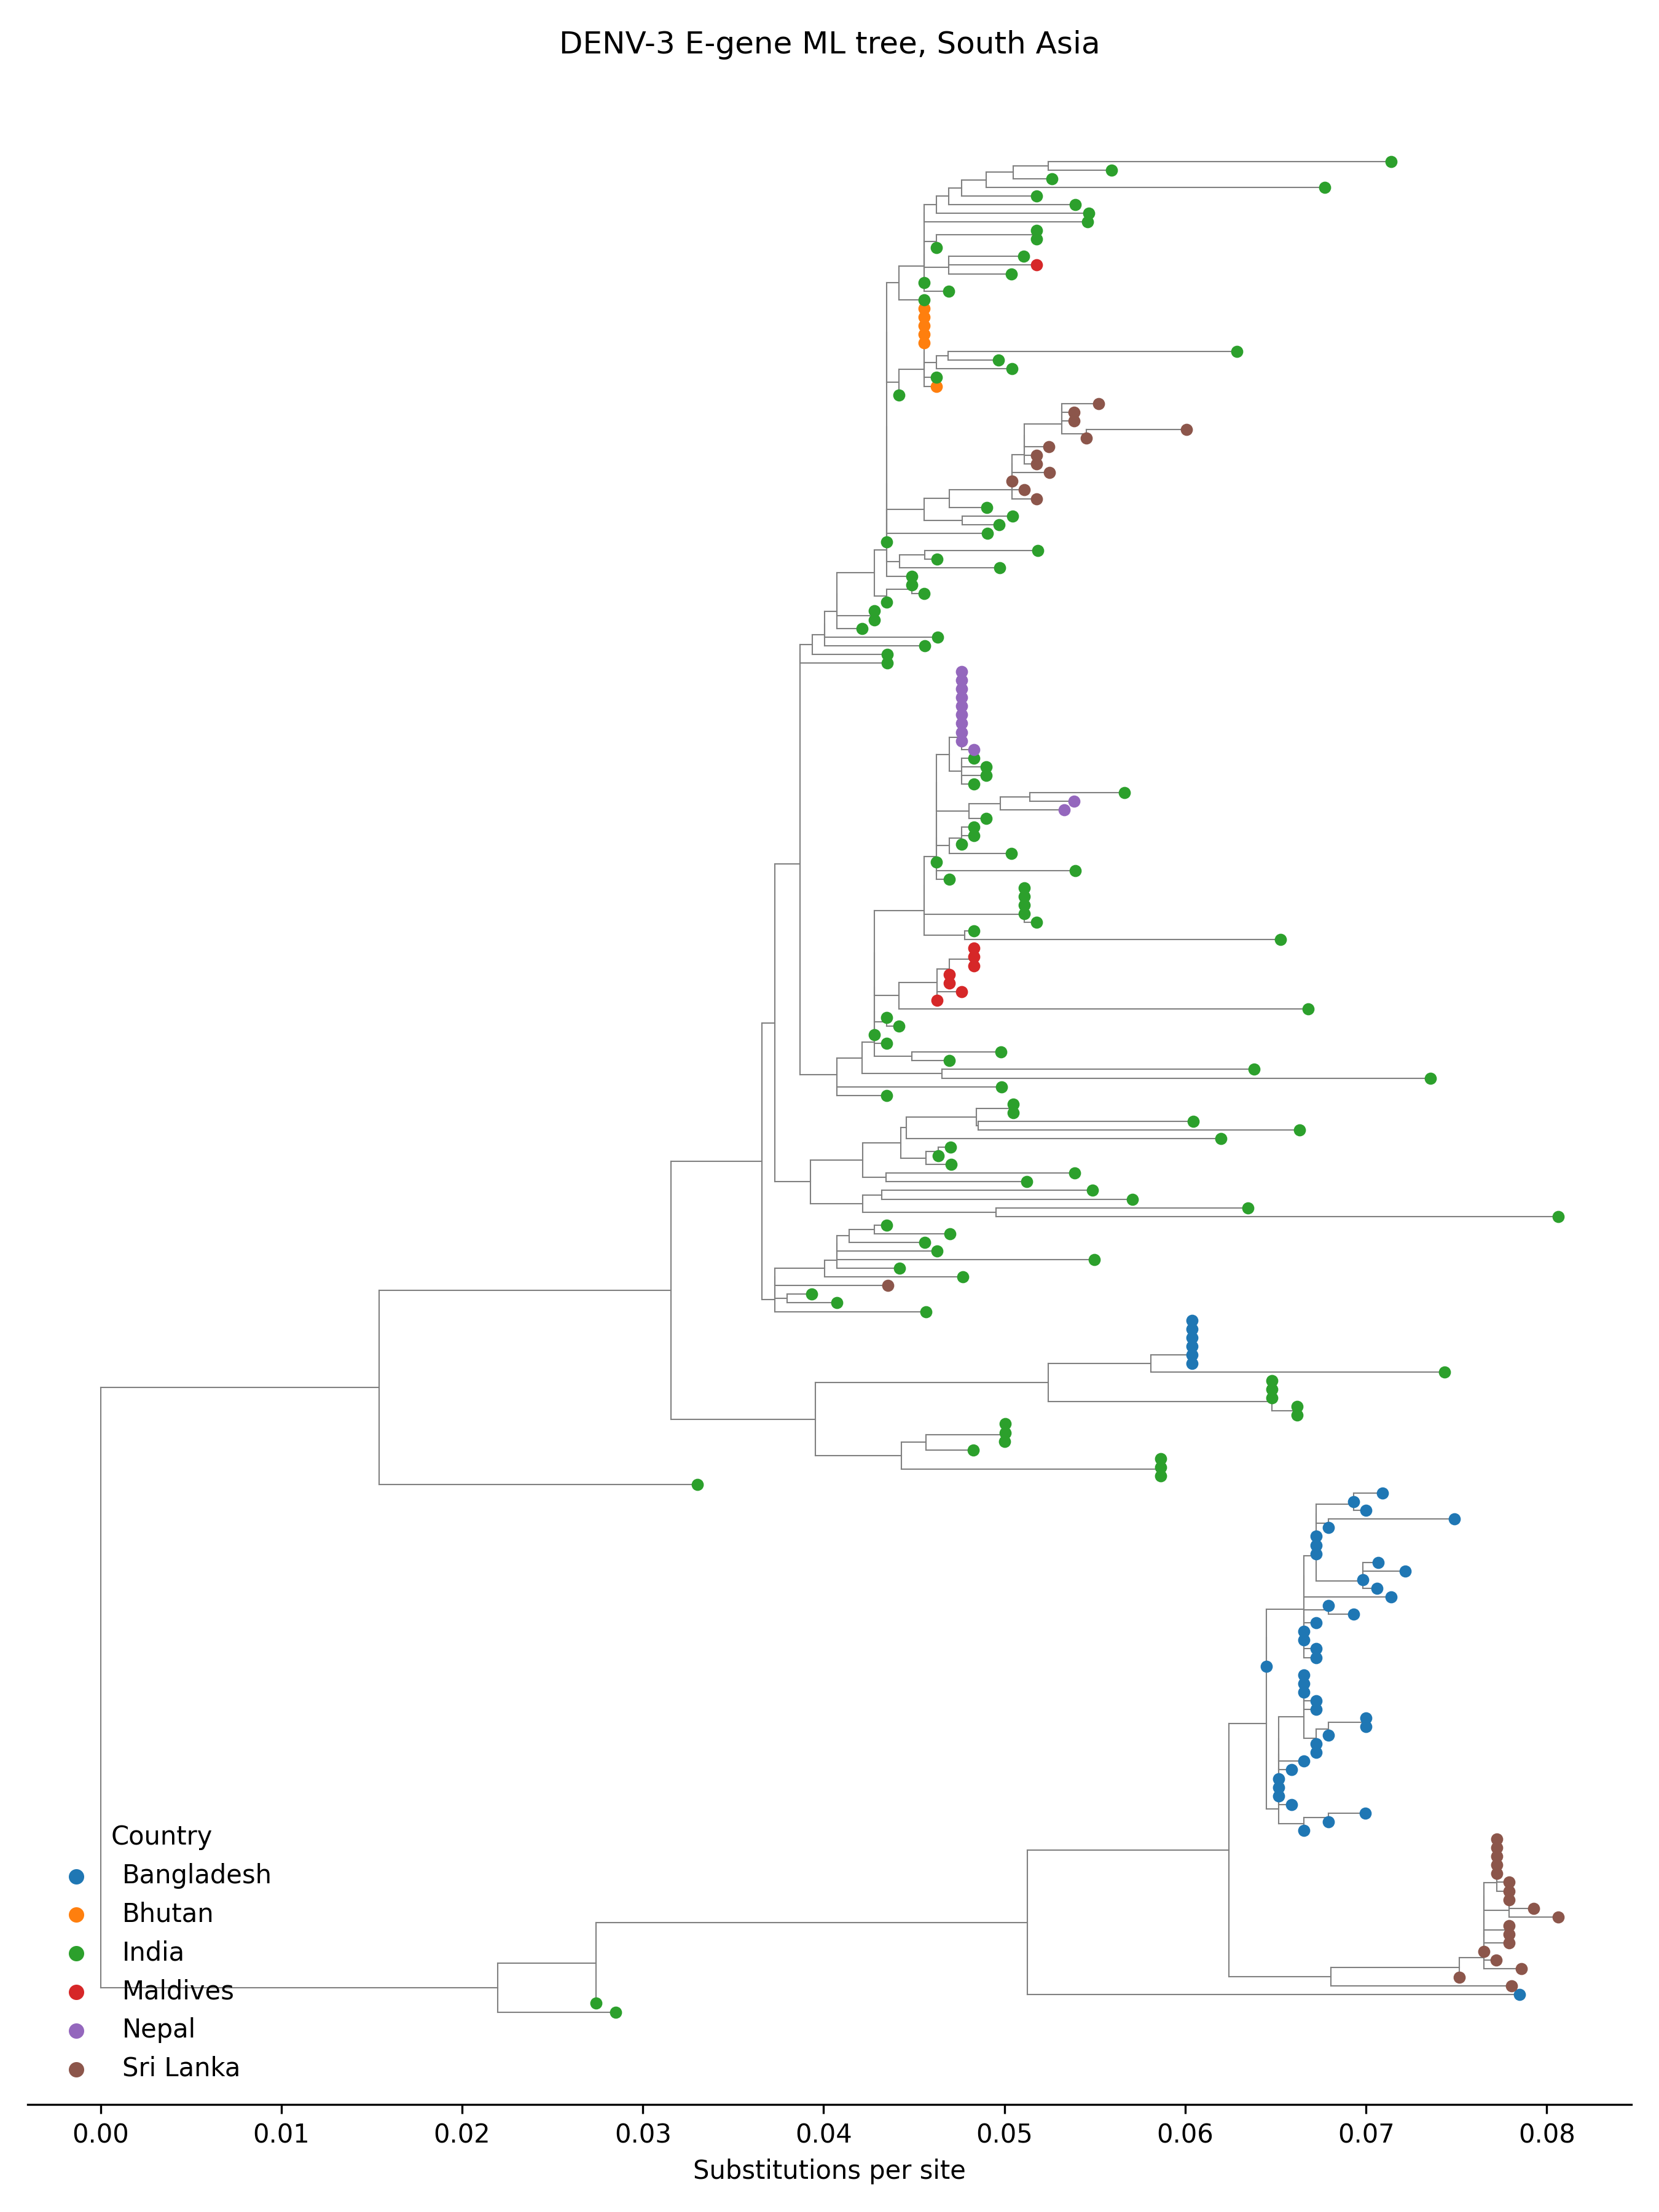 DENV-3 E-gene ML tree, South Asia
Country
Bangladesh
Bhutan
India
Maldives
Nepal
Sri Lanka
0.00 0.01 0.02 0.03 0.04 0.05 0.06 0.07 0.08
Substitutions per site